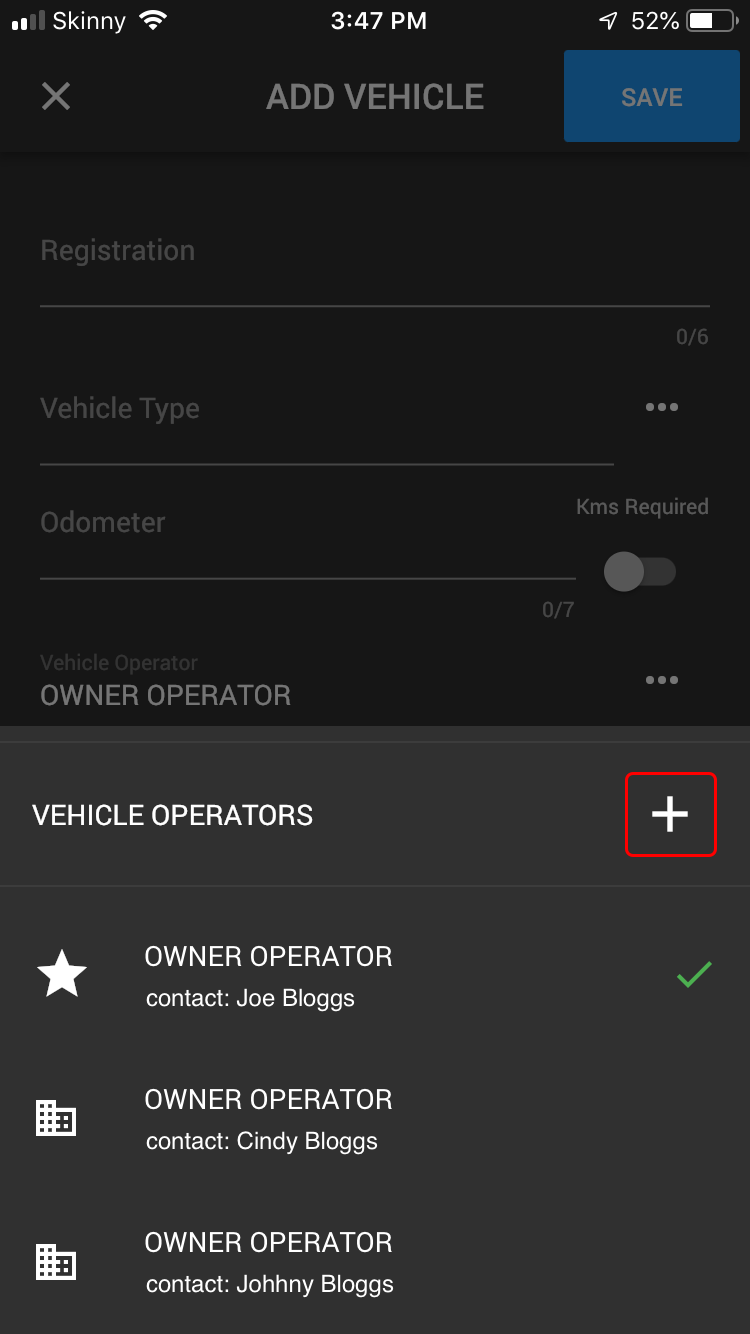 Skinny 3:47 PM 52%
ADD VEHICLE SAVE
Registration
0/6
Vehicle Type
Kms Required
Odometer
0/7
Vehicle Operator
OWNER OPERATOR
VEHICLE OPERATORS
OWNER OPERATOR
contact: Joe Bloggs
OWNER OPERATOR
contact: Cindy Bloggs
OWNER OPERATOR
contact: Johhny Bloggs